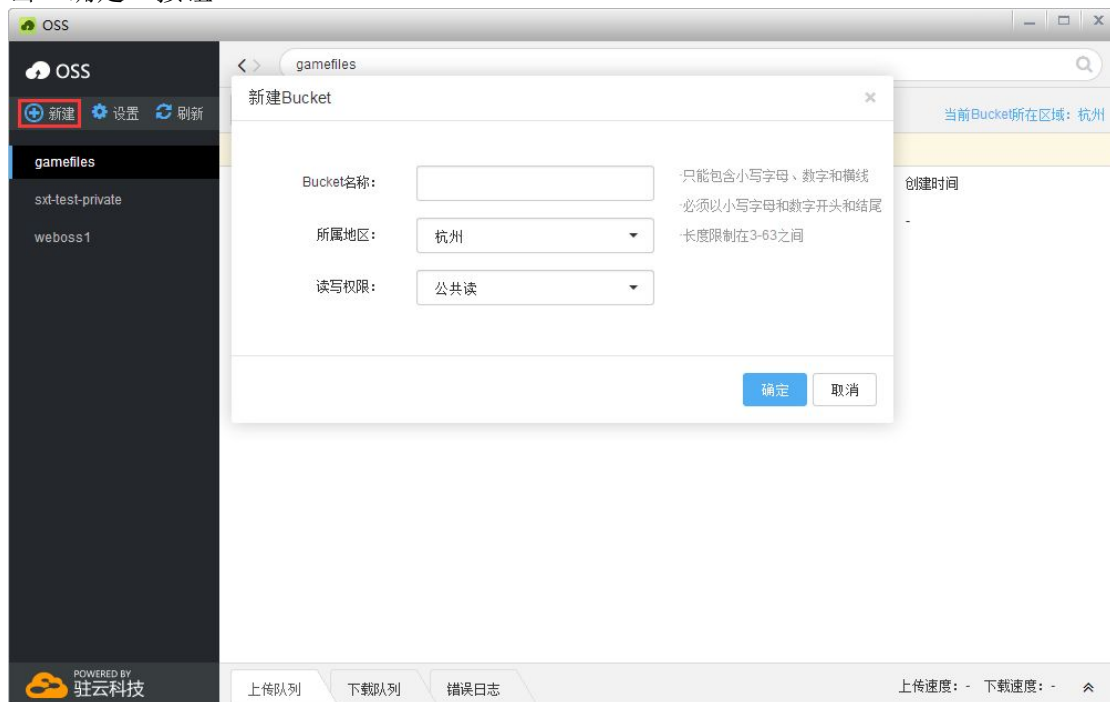 OSS
OSS
gamefiles
新建
设置
刷新
新建Bucket
当前Bucket所在区域：杭州
gamefiles
sxt-test-private
weboss1
Bucket名称：
·只能包含小写字母、数字和横线
·必须以小写字母和数字开头和结尾
·长度限制在3-63之间
创建时间
-
所属地区：
杭州
读写权限：
公共读
确定
取消
POWERED BY
驻云科技
上传队列
下载队列
错误日志
上传速度：-
下载速度：-